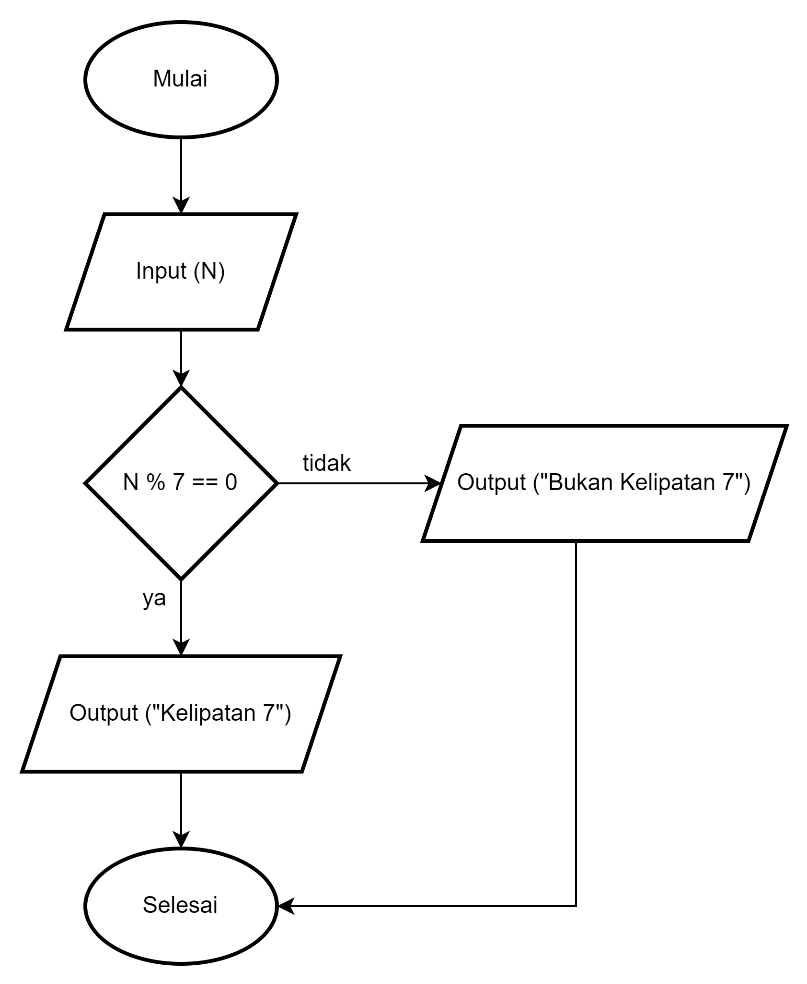 Mulai
Input (N)
N % 7 == 0
tidak
Output ("Bukan Kelipatan 7")
ya
Output ("Kelipatan 7")
Selesai